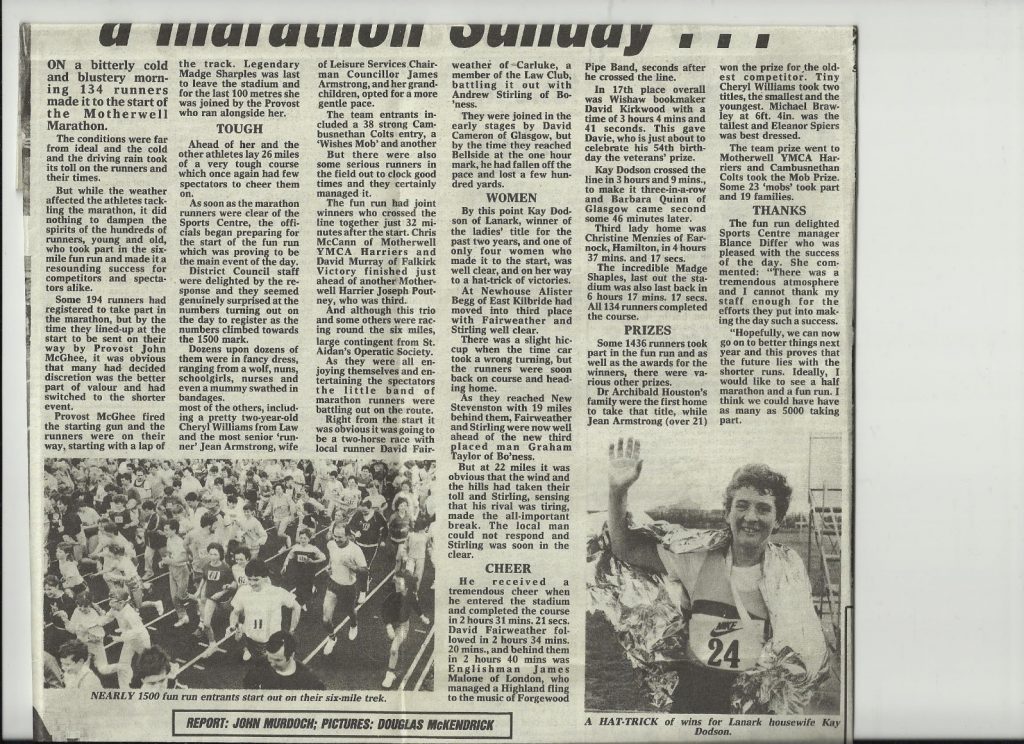 a marathon Sunday . . .
ON a bitterly cold
and blustery morn-
ing 134 runners
made it to the start of
the Motherwell
Marathon.
The conditions were far
from ideal and the cold
and the driving rain took
its toll on the runners and
their times.
But while the weather
affected the athletes tack-
ling the marathon, it did
nothing to dampen the
spirits of the hundreds of
runners, young and old,
who took part in the six-
mile fun run and made it a
resounding success for
competitors and specta-
tors alike.
Some 194 runners had
registered to take part in
the marathon, but by the
time they lined-up at the
start to be sent on their
way by Provost John
McGhee, it was obvious
that many had decided
discretion was the better
part of valour and had
switched to the shorter
event.
Provost McGhee fired
the starting gun and the
runners were on their
way, starting with a lap of
the track. Legendary
Madge Sharples was last
to leave the stadium and
for the last 100 metres she
was joined by the Provost
who ran alongside her.
TOUGH
Ahead of her and the
other athletes lay 26 miles
of a very tough course
which once again had few
spectators to cheer them
on.
As soon as the marathon
runners were clear of the
Sports Centre, the offi-
cials began preparing for
the start of the fun run
which was proving to be
the main event of the day.
District Council staff
were delighted by the re-
sponse and they seemed
genuinely surprised at the
numbers turning out on
the day to register as the
numbers climbed towards
the 1500 mark.
Dozens upon dozens of
them were in fancy dress,
ranging from a wolf, nuns,
schoolgirls, nurses and
even a mummy swathed in
bandages.
most of the others, includ-
ing a pretty two-year-old
Cheryl Williams from Law
and the most senior 'run-
ner' Jean Armstrong, wife
of Leisure Services Chair-
man Councillor James
Armstrong, and her grand-
children, opted for a more
gentle pace.
The team entries in-
cluded a 38 strong Cam-
busnethan Colts entry, a
'Wishes Mob' and another
But there were also
some serious runners in
the field out to clock good
times and they certainly
managed it.
The fun run had joint
winners who crossed the
line together just 32 mi-
nutes after the start. Chris
McCann of Motherwell
YMCA Harriers and
David Murray of Falkirk
Victory finished just
ahead of another Mother-
well Harrier Joseph Pout-
ney, who was third.
And although this trio
and some others were rac-
ing round the six miles,
large contingent from St.
Aidan's Operatic Society.
As they were all en-
joying themselves and en-
tertaining the spectators
the little band of
marathon runners were
battling out on the route.
Right from the start it
was obvious it was going to
be a two-horse race with
local runner David Fair-
weather of Carluke, a
member of the Law Club,
battling it out with
Andrew Stirling of Bo'
'ness.
They were joined in the
early stages by David
Cameron of Glasgow, but
by the time they reached
Bellside at the one hour
mark, he had fallen off the
pace and lost a few hun-
dred yards.
WOMEN
By this point Kay Dod-
son of Lanark, winner of
the ladies' title for the
past two years, and one of
only four women who
made it to the start, was
well clear, and on her way
to a hat-trick of victories.
At Newhouse Alister
Begg of East Kilbride had
moved into third place
with Fairweather and
Stirling well clear.
There was a slight hic-
cup when the time car
took a wrong turning, but
the runners were soon
back on course and head-
ing home.
As they reached New
Stevenston with 19 miles
behind them, Fairweather
and Stirling were now well
ahead of the new third
placed man Graham
Taylor of Bo'ness.
But at 22 miles it was
obvious that the wind and
the hills had taken their
toll and Stirling, sensing
that his rival was tiring,
made the all-important
break. The local man
could not respond and
Stirling was soon in the
clear.
CHEER
He received a
tremendous cheer when
he entered the stadium
and completed the course
in 2 hours 31 mins. 21 secs.
David Fairweather fol-
lowed in 2 hours 34 mins.
20 mins., and behind them
in 2 hours 40 mins was
Englishman James
Malone of London, who
managed a Highland fling
to the music of Forgewood
Pipe Band, seconds after
he crossed the line.
In 17th place overall
was Wishaw bookmaker
David Kirkwood with a
time of 3 hours 4 mins and
41 seconds. This gave
Davie, who is just about to
celebrate his 54th birth-
day the veterans' prize.
Kay Dodson crossed the
line in 3 hours and 9 mins.,
to make it three-in-a-row
and Barbara Quinn of
Glasgow came second
some 46 minutes later.
Third lady home was
Christine Menzies of Ear-
nock, Hamilton, in 4 hours
37 mins. and 17 secs.
The incredible Madge
Shaples, last out the sta-
dium was also last back in
6 hours 17 mins. 17 secs.
All 134 runners completed
the course.
PRIZES
Some 1436 runners took
part in the fun run and as
well as the awards for the
winners, there were va-
rious other prizes.
Dr Archibald Houston's
family were the first home
to take that title, while
Jean Armstrong (over 21)
won the prize for the old-
est competitor. Tiny
Cheryl Williams took two
titles, the smallest and the
youngest. Michael Braw-
ley at 6ft. 4in. was the
tallest and Eleanor Spiers
was best dressed.
The team prize went to
Motherwell YMCA Har-
riers and Cambusnethan
Colts took the Mob Prize.
Some 23 'mobs' took part
and 19 families.
THANKS
The fun run delighted
Sports Centre manager
Blance Differ who was
pleased with the success
of the day. She com-
mented: "There was a
tremendous atmosphere
and I cannot thank my
staff enough for the
efforts they put into mak-
ing the day such a success.
"Hopefully, we can now
go on to better things next
year and this proves that
the future lies with the
shorter runs. Ideally, I
would like to see a half
marathon and a fun run. I
think we could have have
as many as 5000 taking
part.
NIKE
24
NEARLY 1500 fun run entrants start out on their six-mile trek.
REPORT: JOHN MURDOCH; PICTURES: DOUGLAS McKENDRICK
A HAT-TRICK of wins for Lanark housewife Kay
Dodson.